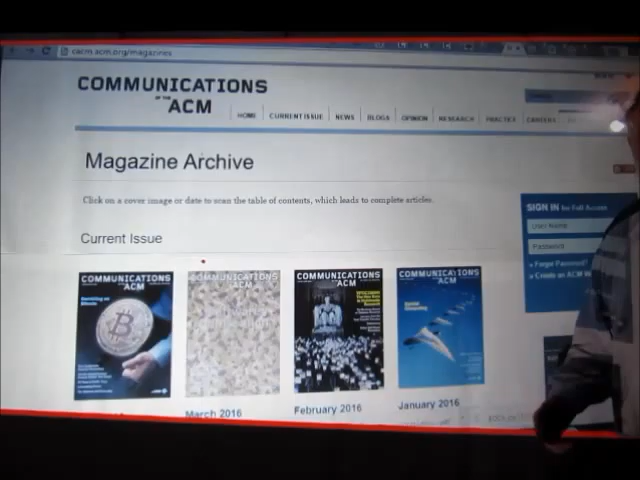 cacm.acm.org/magazines
COMMUNICATIONS
OF THE
ACM
HOME CURRENT ISSUE NEWS BLOGS OPINION RESEARCH PRACTICE CAREERS
Magazine Archive
Click on a cover image or date to scan the table of contents, which leads to complete articles.
SIGN IN for Full Access
User Name
Password
» Forgot Password?
» Create an ACM W
Current Issue
COMMUNICATIONS
ACM
COMMUNICATIONS
ACM
COMMUNICATIONS
ACM
COMMUNICATIONS
ACM
March 2016
February 2016
January 2016